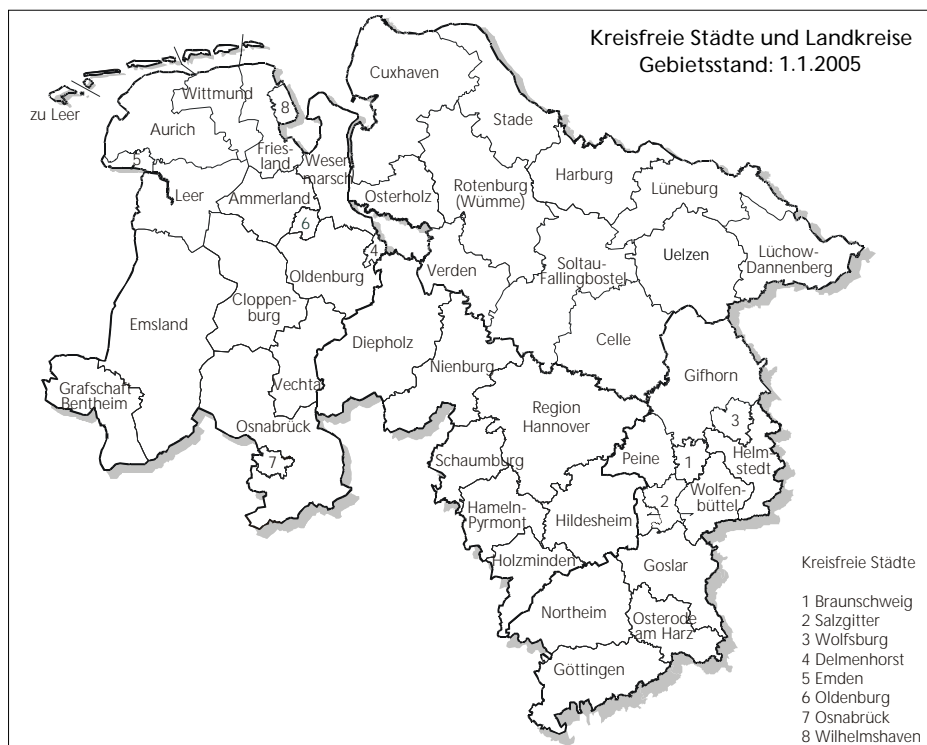 Kreisfreie Städte und Landkreise
Gebietsstand: 1.1.2005
Cuxhaven
Wittmund
8
zu Leer
Aurich
Stade
Fries-
land
Weser
marsch
5
Harburg
Leer
Ammerland
Osterholz
Rotenburg
(Wümme)
Lüneburg
6
4
Oldenburg
Verden
Soltau-
Fallingbostel
Uelzen
Lüchow-
Dannenberg
Cloppen-
burg
Emsland
Diepholz
Celle
Nienburg
Gifhorn
Grafschaft
Bentheim
Vechta
Region
Hannover
3
Osnabrück
7
Schaumburg
Peine
1
Helm-
stedt
2
Wolfen-
büttel
Hameln-
Pyrmont
Hildesheim
Holzminden
Goslar
Northeim
Osterode
am Harz
Göttingen
Kreisfreie Städte
1 Braunschweig
2 Salzgitter
3 Wolfsburg
4 Delmenhorst
5 Emden
6 Oldenburg
7 Osnabrück
8 Wilhelmshaven